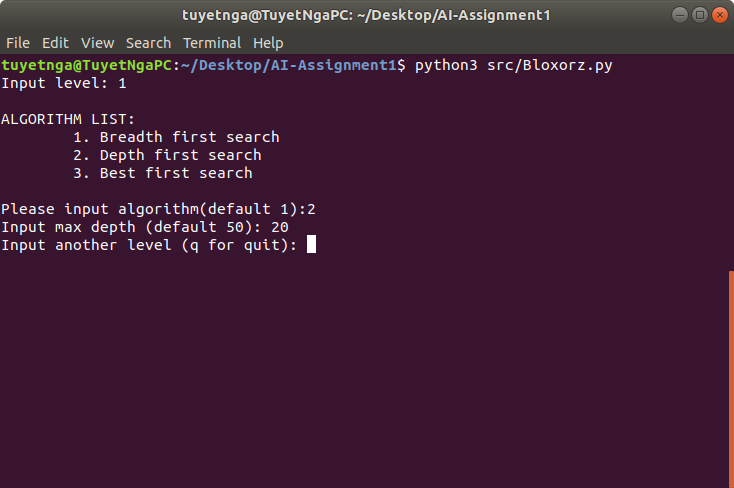 tuyetnga@TuyetNgaPC: ~/Desktop/AI-Assignment1
File Edit View Search Terminal Help
tuyetnga@TuyetNgaPC:~/Desktop/AI-Assignment1$ python3 src/Bloxorz.py
Input level: 1
ALGORITHM LIST:
1. Breadth first search
2. Depth first search
3. Best first search
Please input algorithm(default 1):2
Input max depth (default 50): 20
Input another level (q for quit):